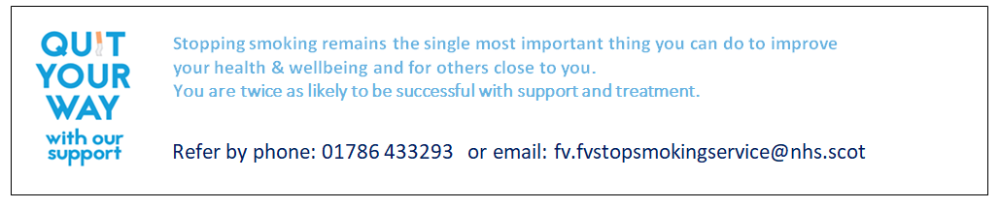 QUIT
YOUR
WAY
with our
support
Stopping smoking remains the single most important thing you can do to improve
your health & wellbeing and for others close to you.
You are twice as likely to be successful with support and treatment.
Refer by phone: 01786 433293 or email: fv.fvstopsmokingservice@nhs.scot